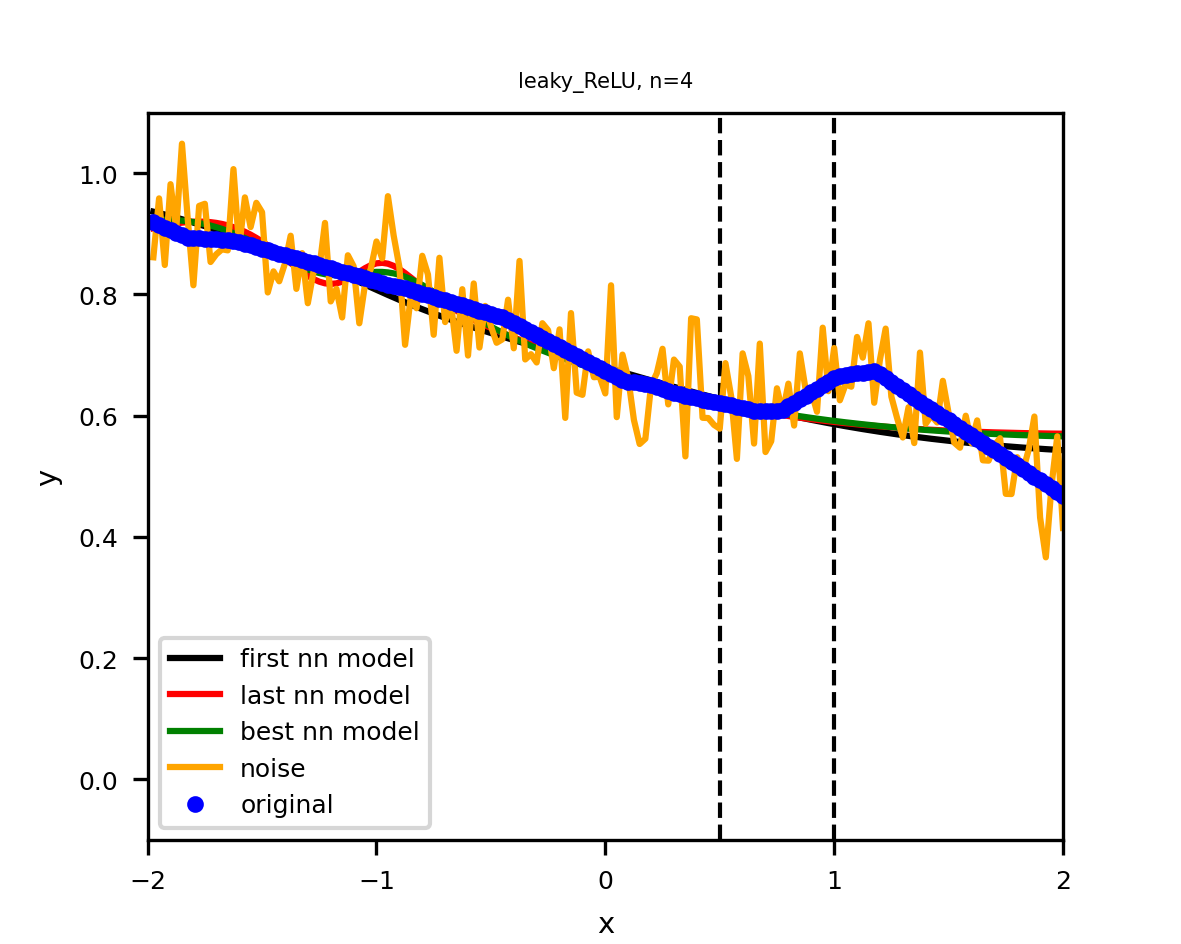 leaky_ReLU, n=4
1.0
0.8
0.6
0.4
0.2
0.0
y
first nn model
last nn model
best nn model
noise
original
−2
−1
0
1
2
x